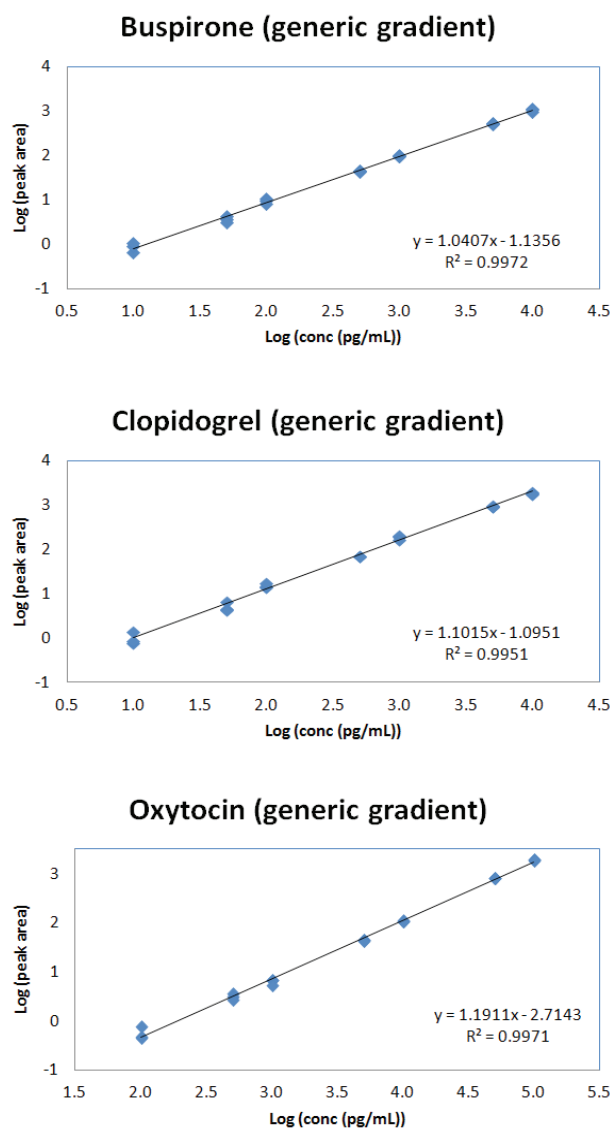 Buspirone (generic gradient)
4
3
2
1
0
-1
Log (peak area)
y = 1.0407x - 1.1356
R² = 0.9972
0.5 1.0 1.5 2.0 2.5 3.0 3.5 4.0 4.5
Log (conc (pg/mL))
Clopidogrel (generic gradient)
4
3
2
1
0
-1
Log (peak area)
y = 1.1015x - 1.0951
R² = 0.9951
0.5 1.0 1.5 2.0 2.5 3.0 3.5 4.0 4.5
Log (conc (pg/mL))
Oxytocin (generic gradient)
3
2
1
0
-1
Log (peak area)
y = 1.1911x - 2.7143
R² = 0.9971
1.5 2.0 2.5 3.0 3.5 4.0 4.5 5.0 5.5
Log (conc (pg/mL))